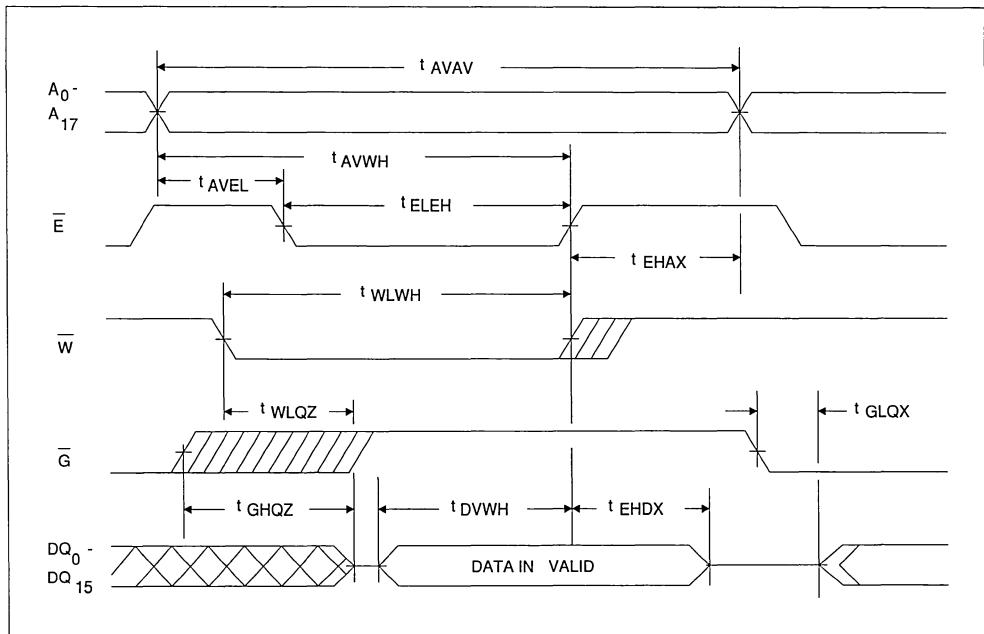 t AVAV
A0 -
A17
t AVWH
t AVEL
t ELEH
E
t EHAX
t WLWH
W
t WLQZ
t GLQX
G
t GHQZ
t DVWH
t EHDX
DQ0 -
DQ15
DATA IN VALID